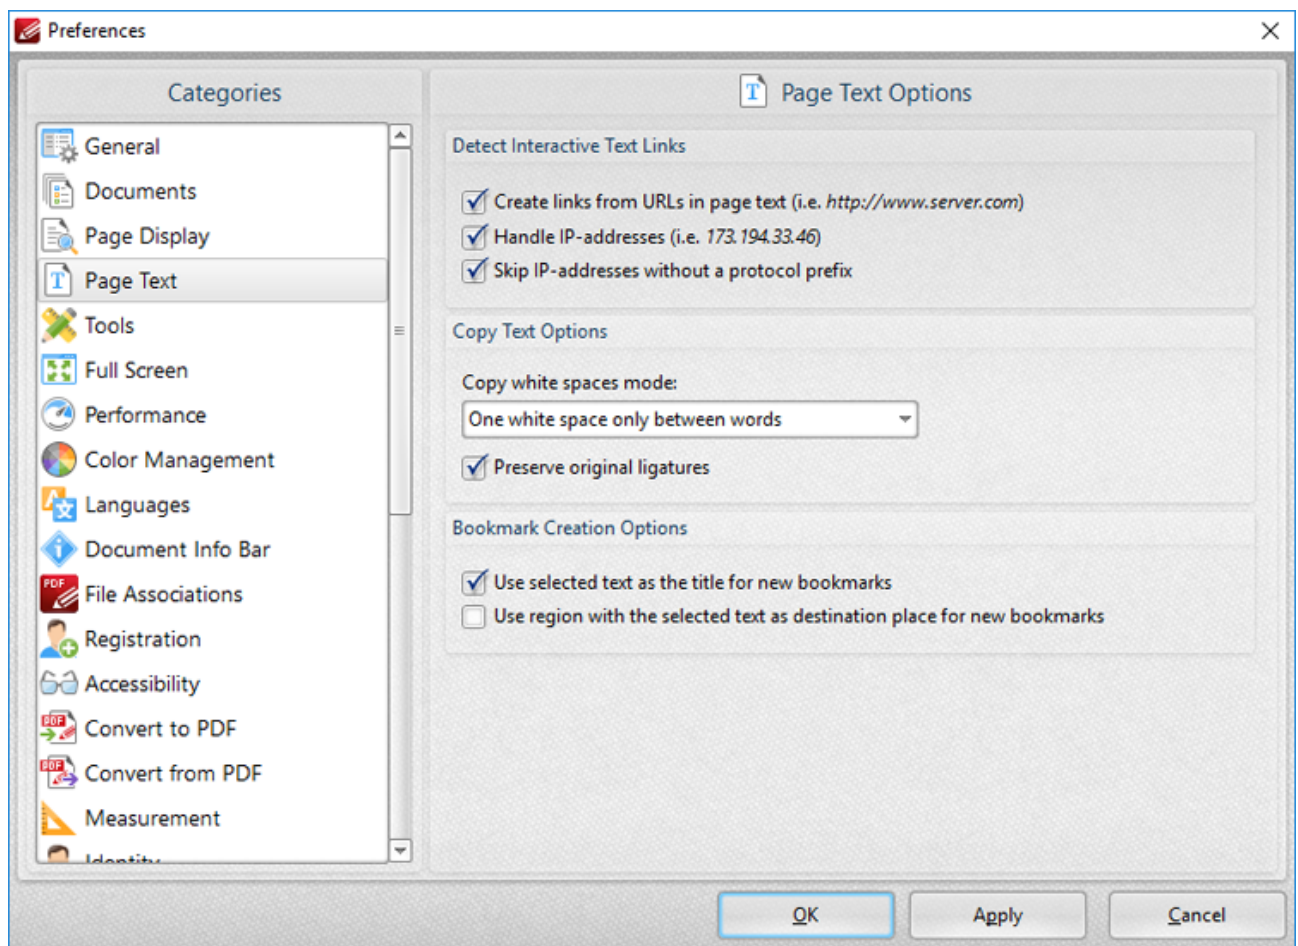 Preferences
Categories
General
Documents
Page Display
Page Text
Tools
Full Screen
Performance
Color Management
Languages
Document Info Bar
PDF
File Associations
Registration
Accessibility
PDF
Convert to PDF
PDF
Convert from PDF
Measurement
Identity
T Page Text Options
Detect Interactive Text Links
Create links from URLs in page text (i.e. http://www.server.com)
Handle IP-addresses (i.e. 173.194.33.46)
Skip IP-addresses without a protocol prefix
Copy Text Options
Copy white spaces mode:
One white space only between words
Preserve original ligatures
Bookmark Creation Options
Use selected text as the title for new bookmarks
Use region with the selected text as destination place for new bookmarks
OK
Apply
Cancel